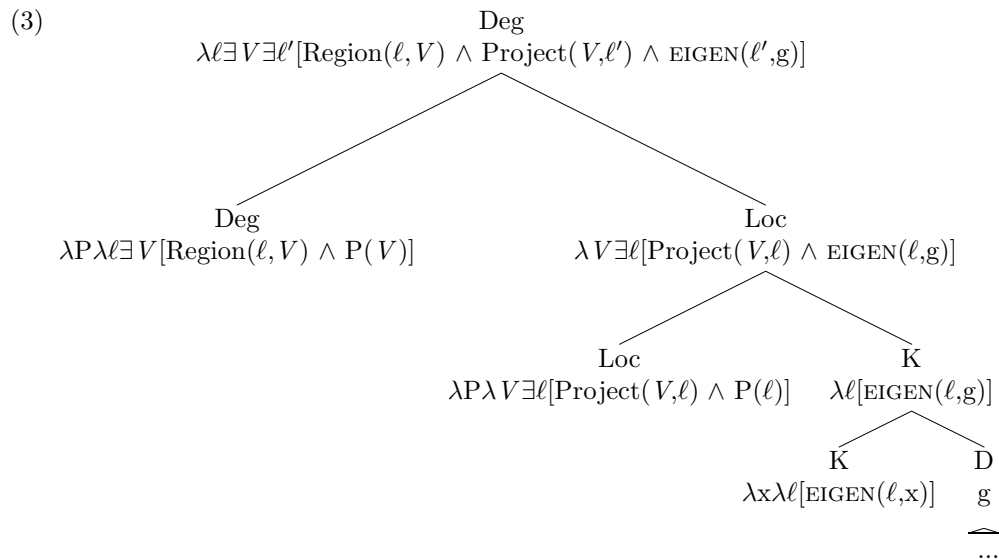 (3) Deg
λℓ∃V∃ℓ′[Region(ℓ, V) ∧ Project(V,ℓ′) ∧ EIGEN(ℓ′,g)]
Deg Loc
λPλℓ∃V[Region(ℓ, V) ∧ P(V)] λV∃ℓ[Project(V,ℓ) ∧ EIGEN(ℓ,g)]
Loc K
λPλV∃ℓ[Project(V,ℓ) ∧ P(ℓ)] λℓ[EIGEN(ℓ,g)]
K D
λxλℓ[EIGEN(ℓ,x)] g
...